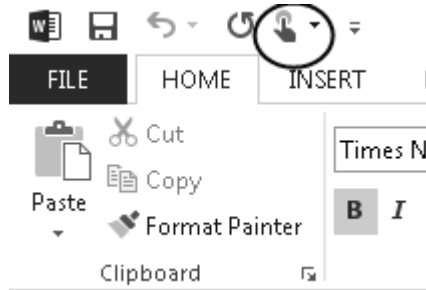 W
FILE HOME INSERT
Cut
Times N
Copy
Paste
B I
Format Painter
Clipboard